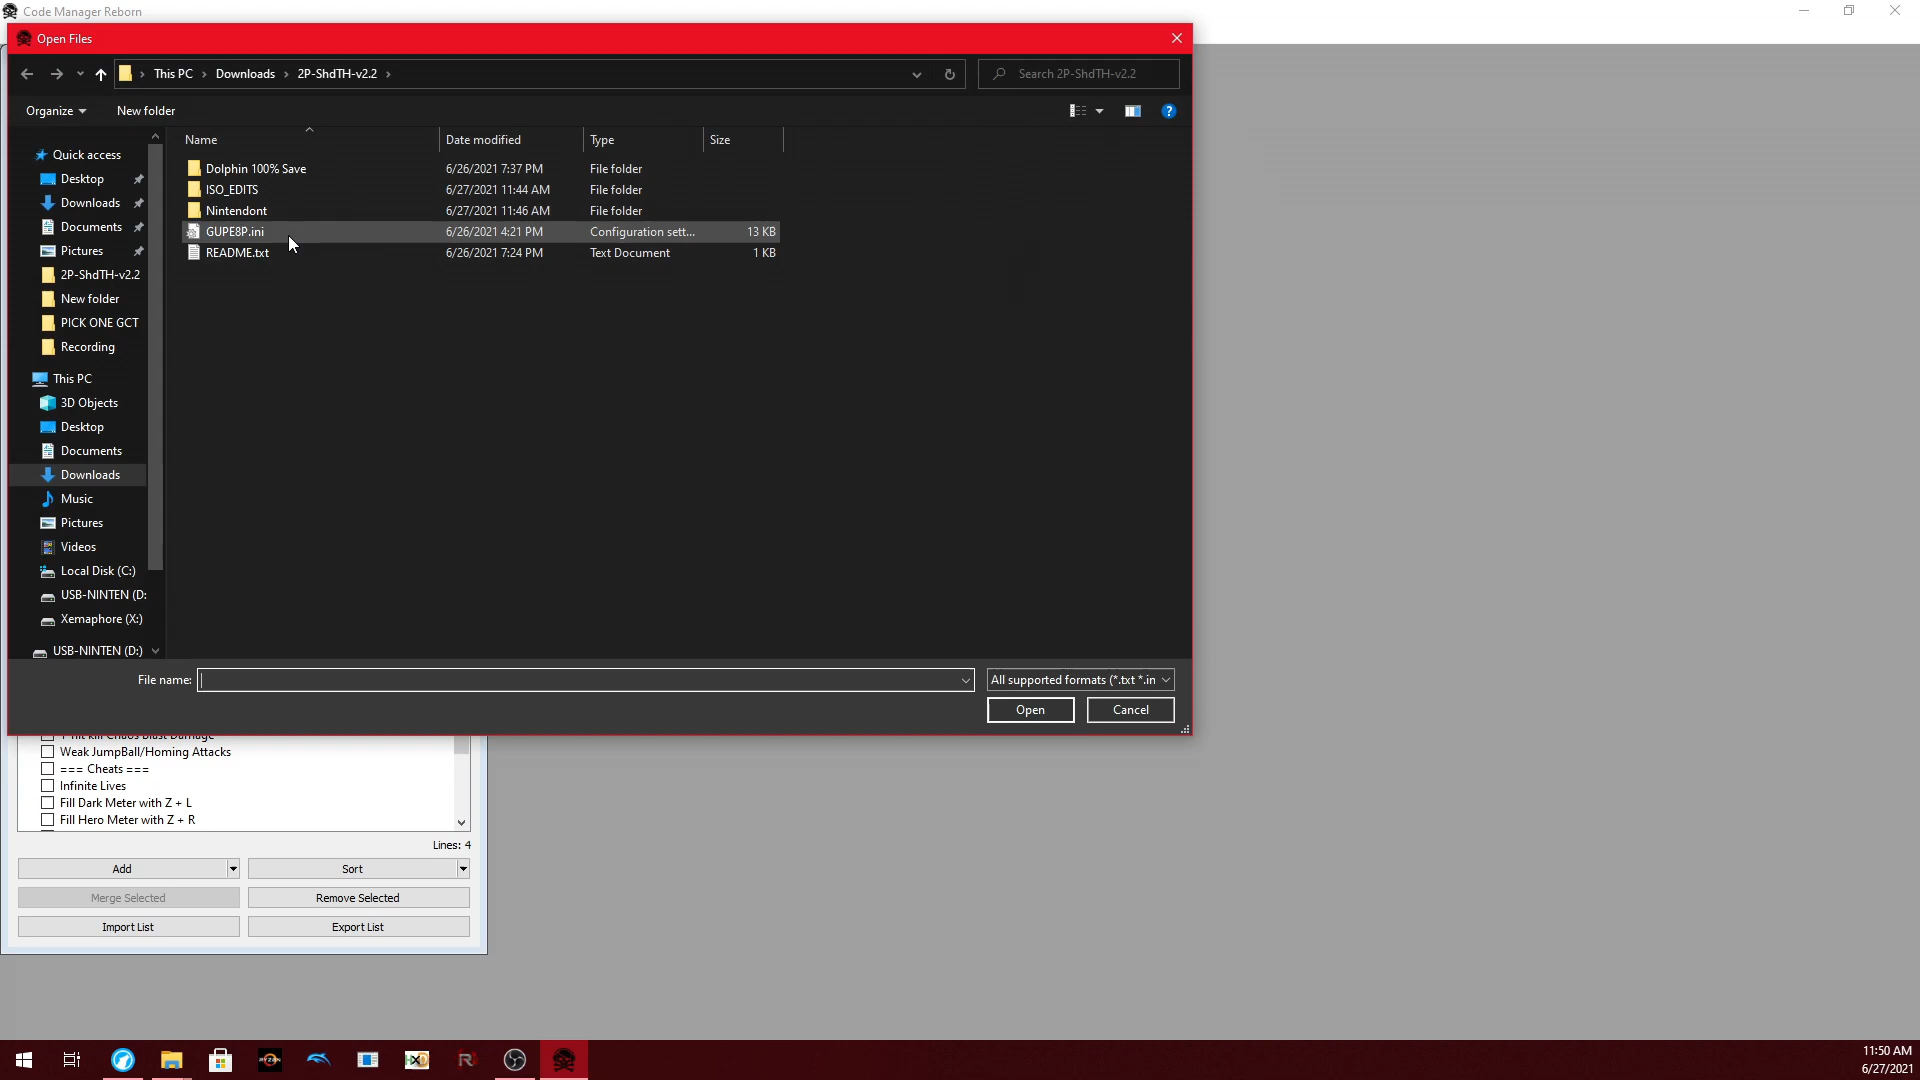 Code Manager Reborn
Open Files
This PC > Downloads > 2P-ShdTH-v2.2 >
Search 2P-ShdTH-v2.2
Organize
New folder
Name
Date modified
Type
Size
Dolphin 100% Save 6/26/2021 7:37 PM File folder
ISO_EDITS 6/27/2021 11:44 AM File folder
Nintendont 6/27/2021 11:46 AM File folder
GUPE8P.ini 6/26/2021 4:21 PM Configuration sett... 13 KB
README.txt 6/26/2021 7:24 PM Text Document 1 KB
Quick access
Desktop
Downloads
Documents
Pictures
2P-ShdTH-v2.2
New folder
PICK ONE GCT
Recording
This PC
3D Objects
Desktop
Documents
Downloads
Music
Pictures
Videos
Local Disk (C:)
USB-NINTEN (D:
Xemaphore (X:)
USB-NINTEN (D:)
File name:
All supported formats (*.txt *.in
Open
Cancel
1 hit kill Chaos Blast Damage
Weak JumpBall/Homing Attacks
=== Cheats ===
Infinite Lives
Fill Dark Meter with Z + L
Fill Hero Meter with Z + R
Lines: 4
Add
Sort
Merge Selected
Remove Selected
Import List
Export List
RYZEN
HXD
11:50 AM
6/27/2021